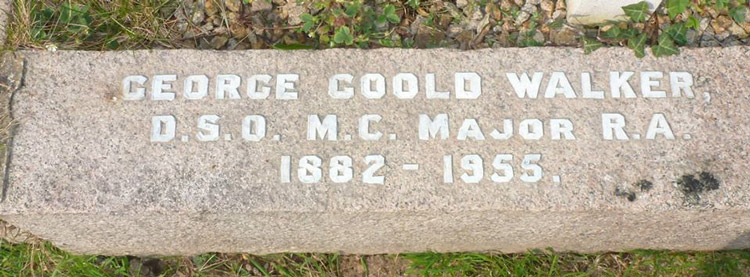 GEORGE GOOLD WALKER,
D.S.O. M.C. MAJOR R.A.
1882 - 1955.